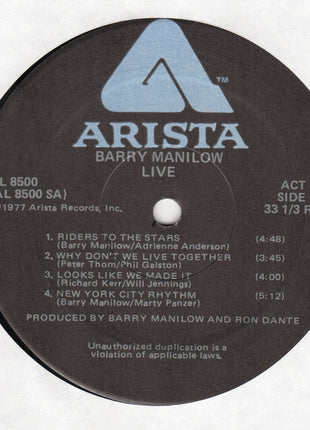 TM
ARISTA
BARRY MANILOW
LIVE
L 8500
AL 8500 SA)
1977 Arista Records, Inc.
ACT
SIDE
33 1/3 R
1. RIDERS TO THE STARS (4:48)
(Barry Manilow/Adrienne Anderson)
2. WHY DON'T WE LIVE TOGETHER (3:45)
(Peter Thom/Phil Galston)
3. LOOKS LIKE WE MADE IT (4:00)
(Richard Kerr/Will Jennings)
4. NEW YORK CITY RHYTHM (5:12)
(Barry Manilow/Marty Panzer)
PRODUCED BY BARRY MANILOW AND RON DANTE
Unauthorized duplication is a
violation of applicable laws.